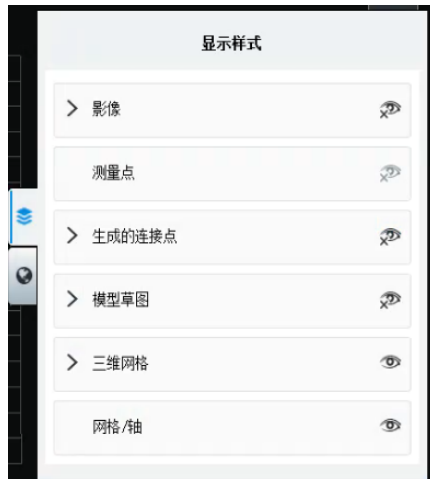 显示样式
影像
测量点
生成的连接点
模型草图
三维网格
网格/轴